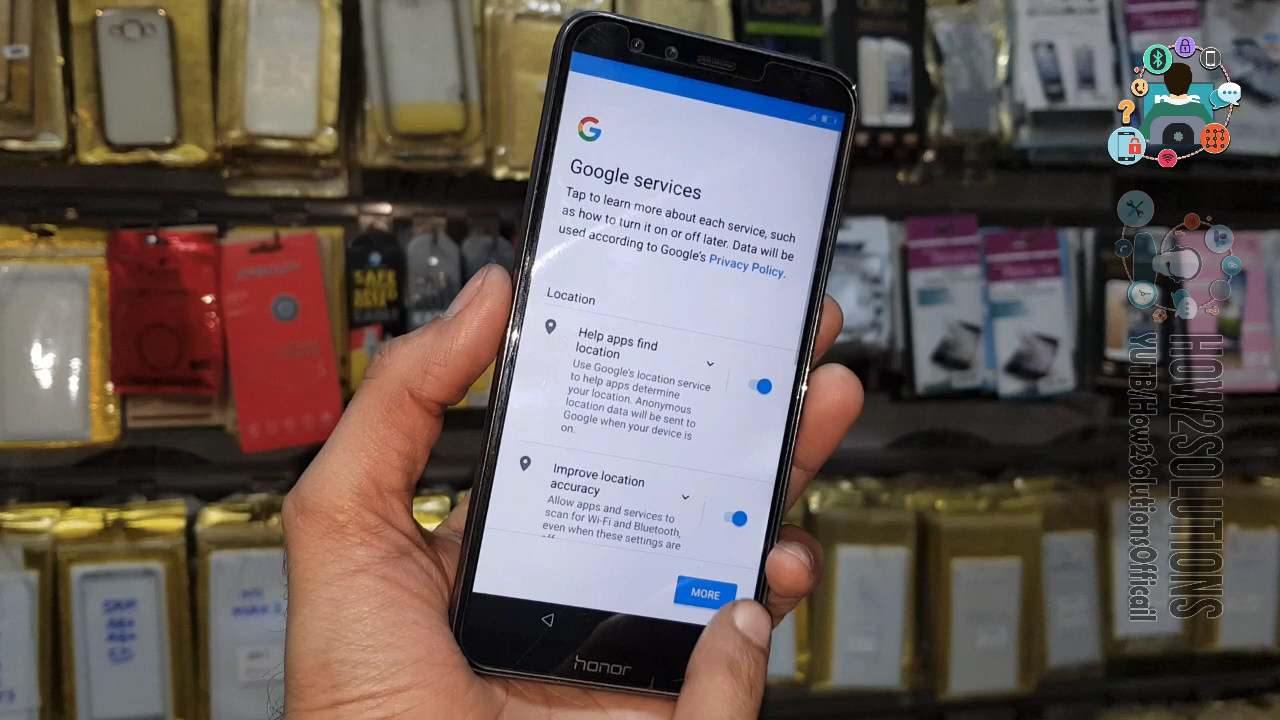 Google services
Tap to learn more about each service, such
as how to turn it on or off later. Data will be
used according to Google's Privacy Policy.
Location
Help apps find
location
Use Google's location service
to help apps determine
your location. Anonymous
location data will be sent to
Google when your device is
on.
Improve location
accuracy
Allow apps and services to
scan for Wi-Fi and Bluetooth,
even when these settings are
MORE
honor
SAFE
HOW2SOLUTIONS
YUTB/How2SolutionsOffcail